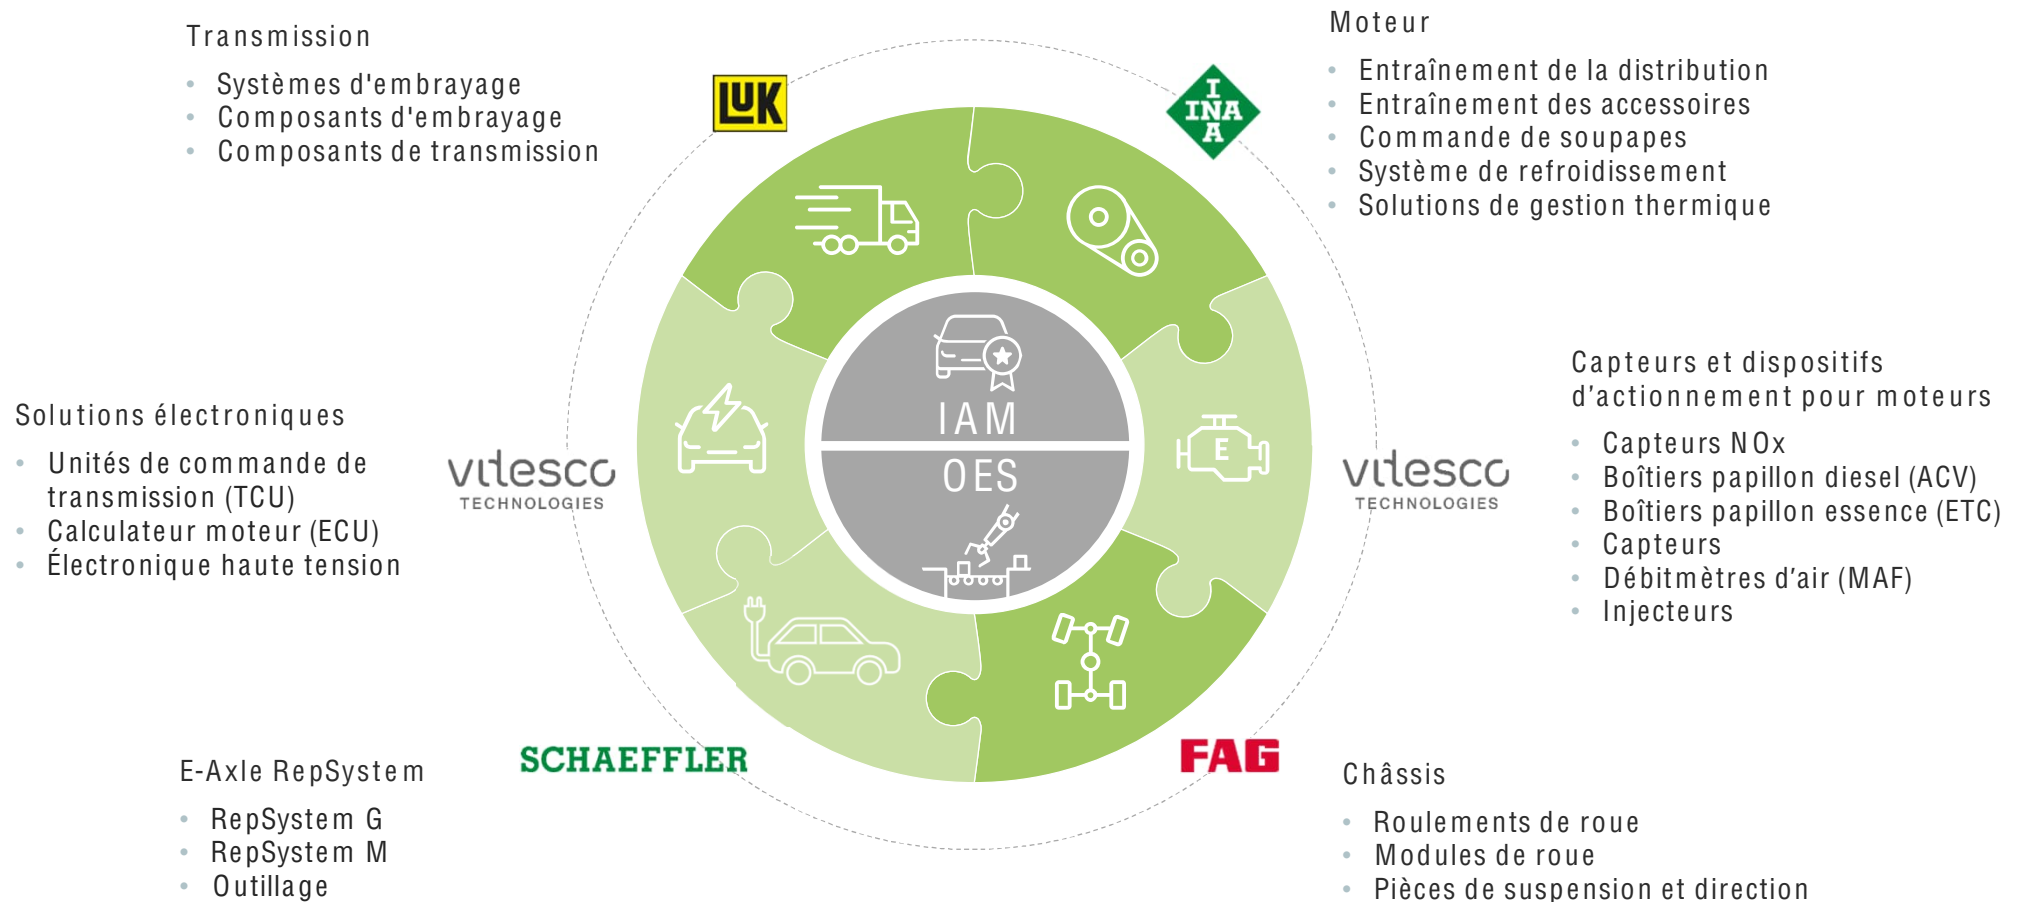 Transmission
• Systèmes d'embrayage
• Composants d'embrayage
• Composants de transmission
LUK
INA
I
A
Moteur
• Entraînement de la distribution
• Entraînement des accessoires
• Commande de soupapes
• Système de refroidissement
• Solutions de gestion thermique
Solutions électroniques
• Unités de commande de
transmission (TCU)
• Calculateur moteur (ECU)
• Électronique haute tension
vitesco
TECHNOLOGIES
IAM
OES
E
vitesco
TECHNOLOGIES
Capteurs et dispositifs
d’actionnement pour moteurs
• Capteurs NOx
• Boîtiers papillon diesel (ACV)
• Boîtiers papillon essence (ETC)
• Capteurs
• Débitmètres d’air (MAF)
• Injecteurs
E-Axle RepSystem
• RepSystem G
• RepSystem M
• Outillage
SCHAEFFLER
FAG
Châssis
• Roulements de roue
• Modules de roue
• Pièces de suspension et direction